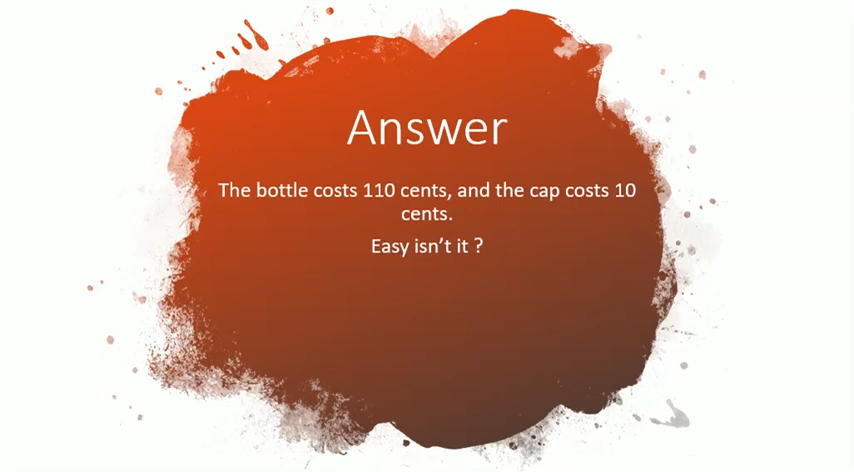 Answer
The bottle costs 110 cents, and the cap costs 10
cents.
Easy isn’t it ?